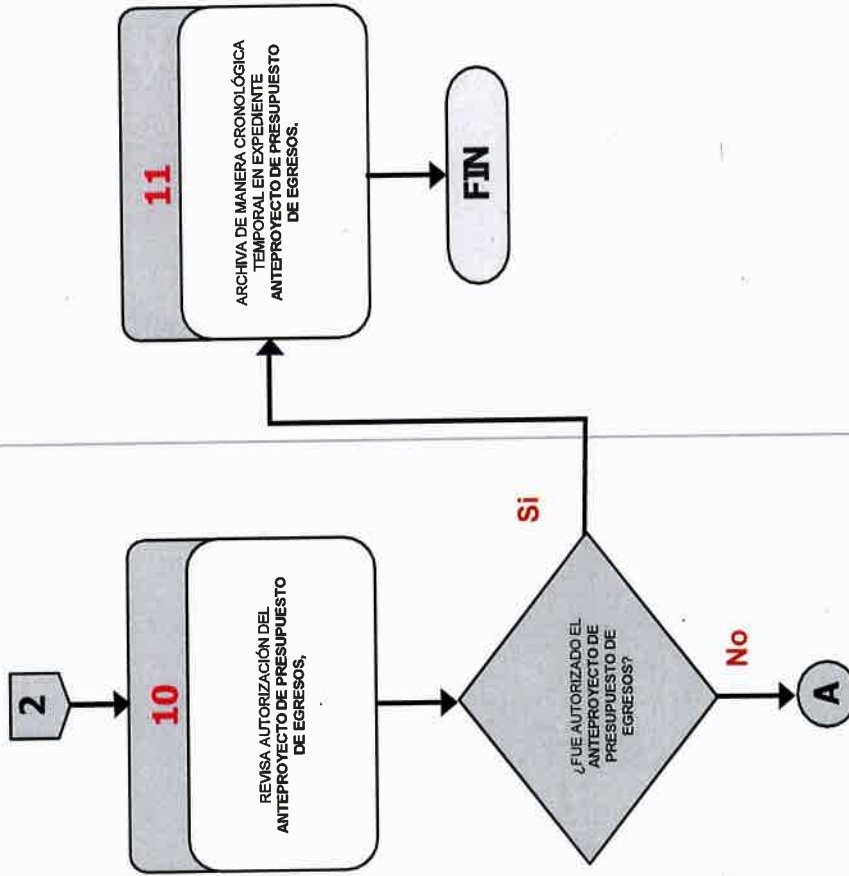 2
10
REVISA AUTORIZACIÓN DEL
ANTEPROYECTO DE PRESUPUESTO
DE EGRESOS,
¿FUE AUTORIZADO EL
ANTEPROYECTO DE
PRESUPUESTO DE
EGRESOS?
Si
No
A
11
ARCHIVA DE MANERA CRONOLÓGICA
TEMPORAL EN EXPEDIENTE
ANTEPROYECTO DE PRESUPUESTO
DE EGRESOS.
FIN